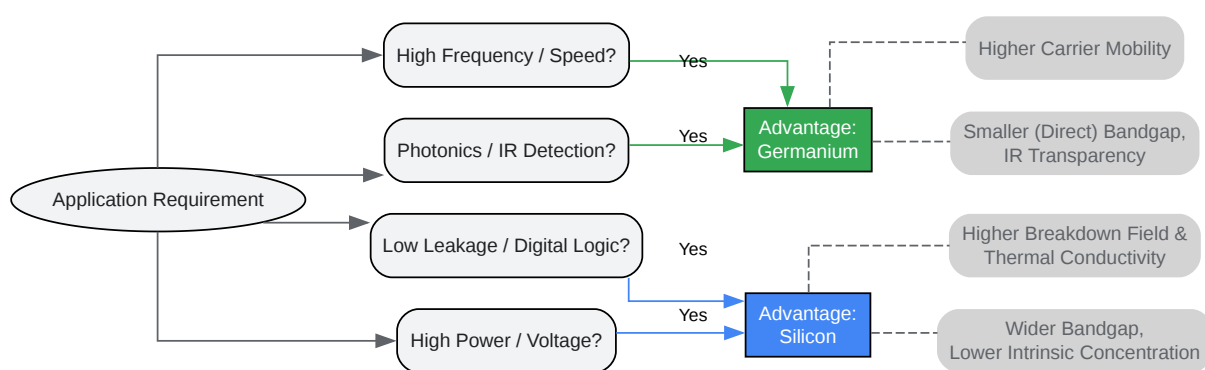 High Frequency / Speed?
Yes
Higher Carrier Mobility
Advantage:
Germanium
Photonics / IR Detection?
Yes
Smaller (Direct) Bandgap,
IR Transparency
Application Requirement
Low Leakage / Digital Logic?
Yes
Higher Breakdown Field &
Thermal Conductivity
High Power / Voltage?
Yes
Advantage:
Silicon
Wider Bandgap,
Lower Intrinsic Concentration